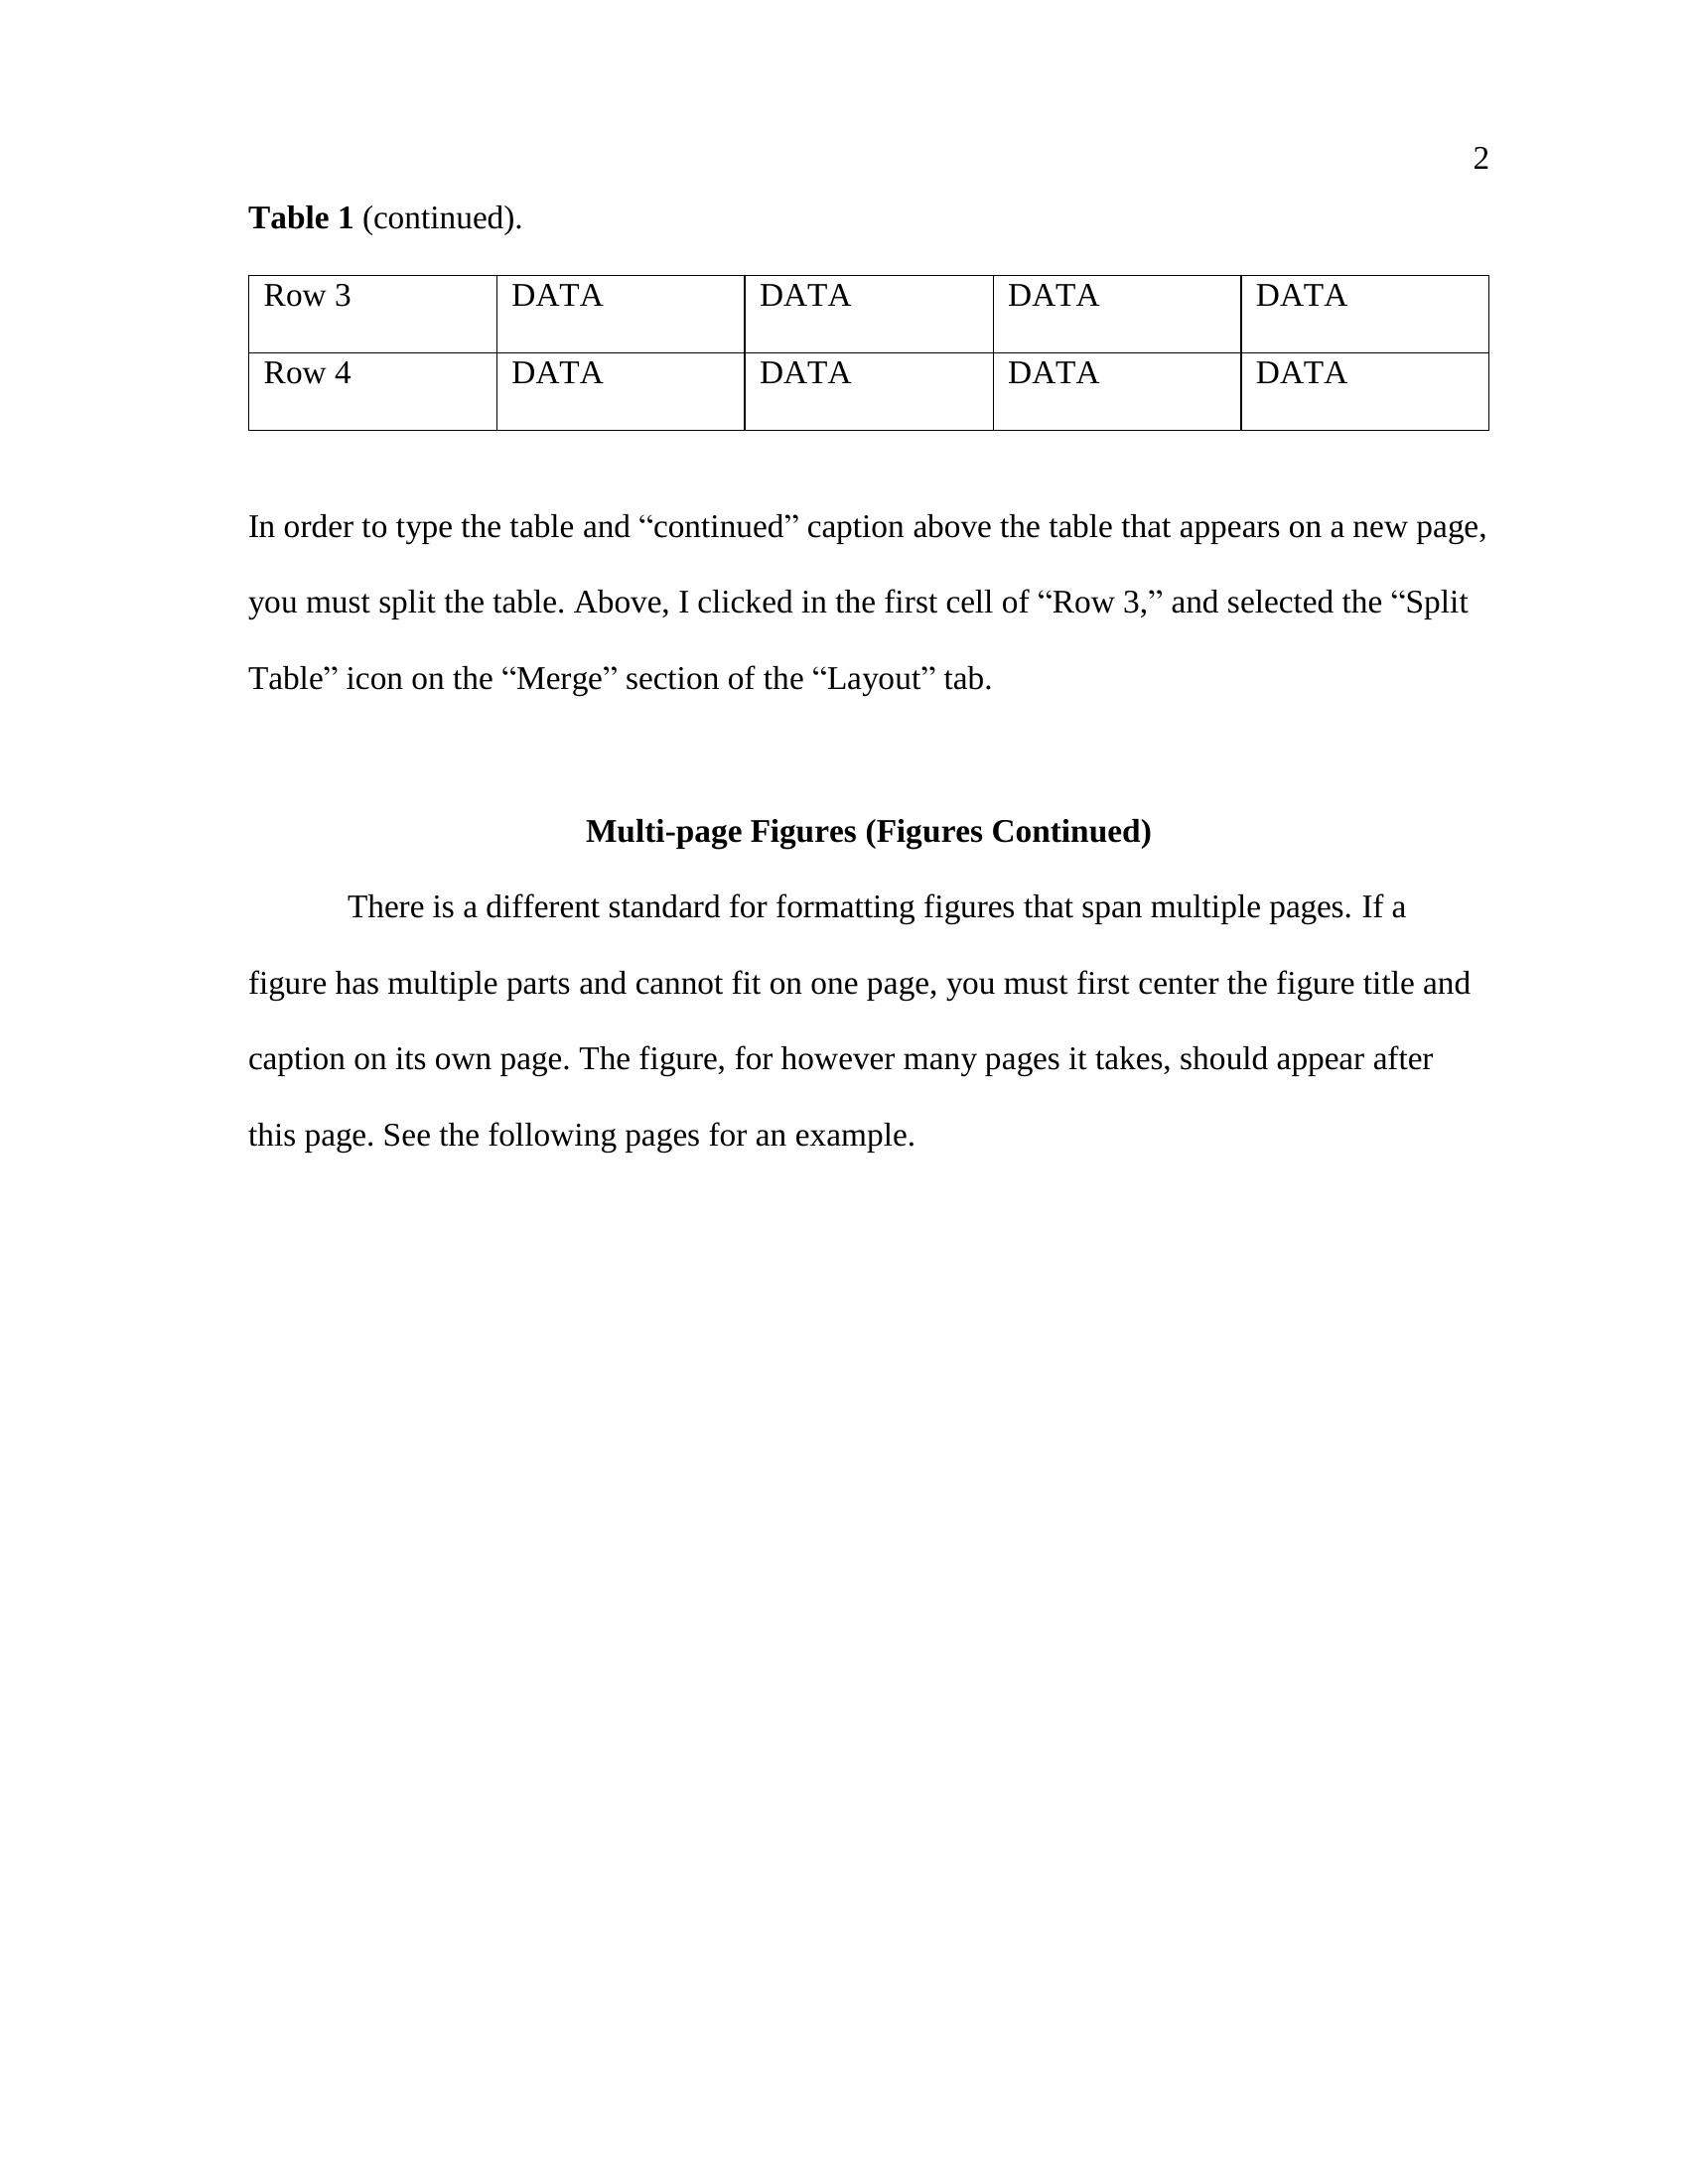 2
Table 1 (continued).
Row 3 DATA DATA DATA DATA
Row 4 DATA DATA DATA DATA
In order to type the table and “continued” caption above the table that appears on a new page,
you must split the table. Above, I clicked in the first cell of “Row 3,” and selected the “Split
Table” icon on the “Merge” section of the “Layout” tab.
Multi-page Figures (Figures Continued)
There is a different standard for formatting figures that span multiple pages. If a
figure has multiple parts and cannot fit on one page, you must first center the figure title and
caption on its own page. The figure, for however many pages it takes, should appear after
this page. See the following pages for an example.